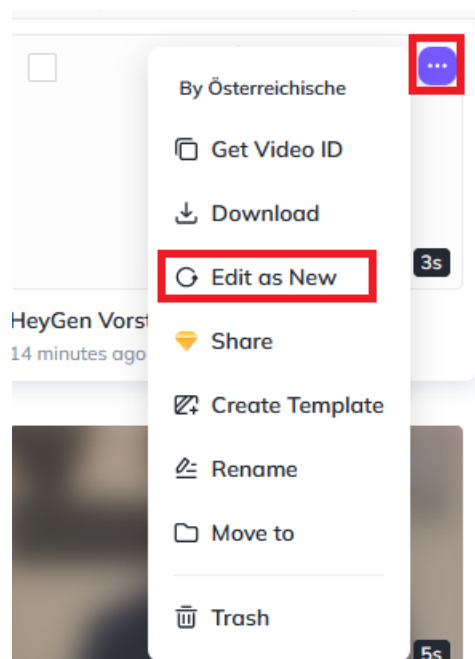 By Österreichische
Get Video ID
Download
3s
Edit as New
HeyGen Vorst
14 minutes ago
Share
Create Template
Rename
Move to
Trash
5s